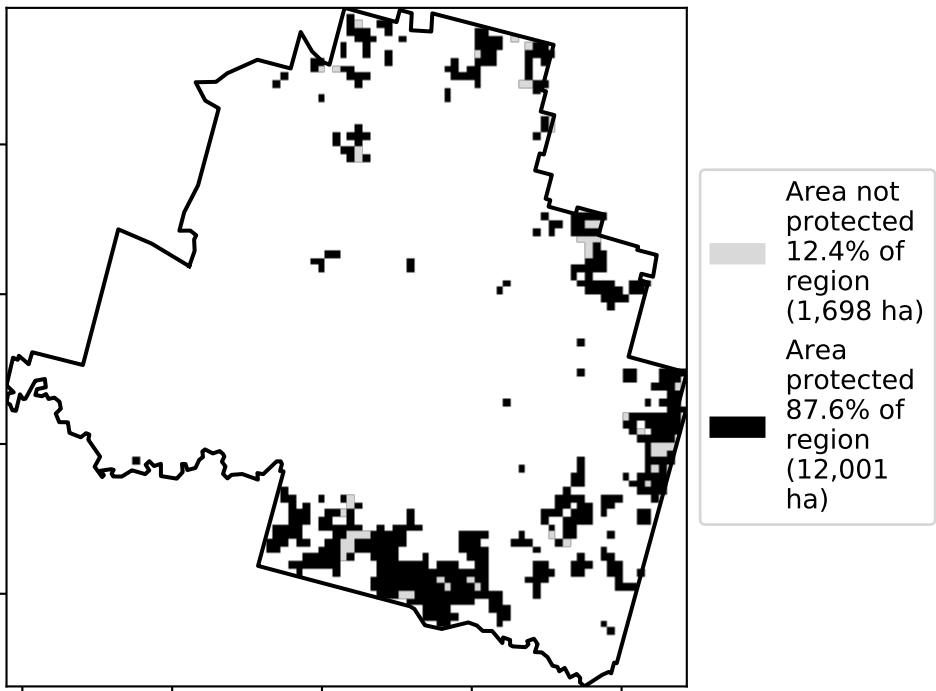 Area not
protected
12.4% of
region
(1,698 ha)
Area
protected
87.6% of
region
(12,001
ha)